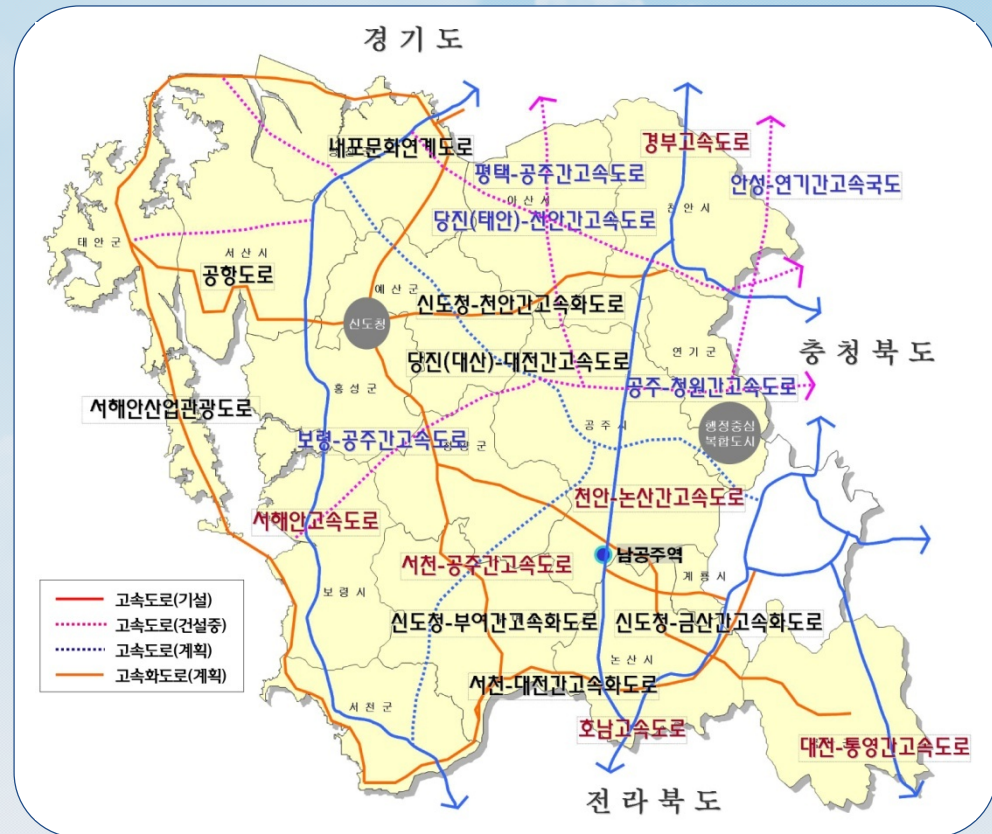 경기도
내포문화연계도로
경부고속도로
평택-공주간고속도로
안성-연기간고속국도
아산시
천안시
당진(태안)-천안간고속도로
태안군
서산시
공항도로
예산군
신도청-천안간고속화도로
신도청
충청북도
연기군
당진(대산)-대전간고속도로
홍성군
공주-청원간고속도로
서해안산업관광도로
공주시
행정중심
복합도시
보령-공주간고속도로
청양군
천안-논산간고속도로
서해안고속도로
남공주역
서천-공주간고속도로
계룡시
보령시
고속도로(기설)
고속도로(건설중)
고속도로(계획)
고속화도로(계획)
신도청-부여간고속화도로
신도청-금산간고속화도로
논산시
서천-대전간고속화도로
서천군
호남고속도로
대전-통영간고속도로
전라북도